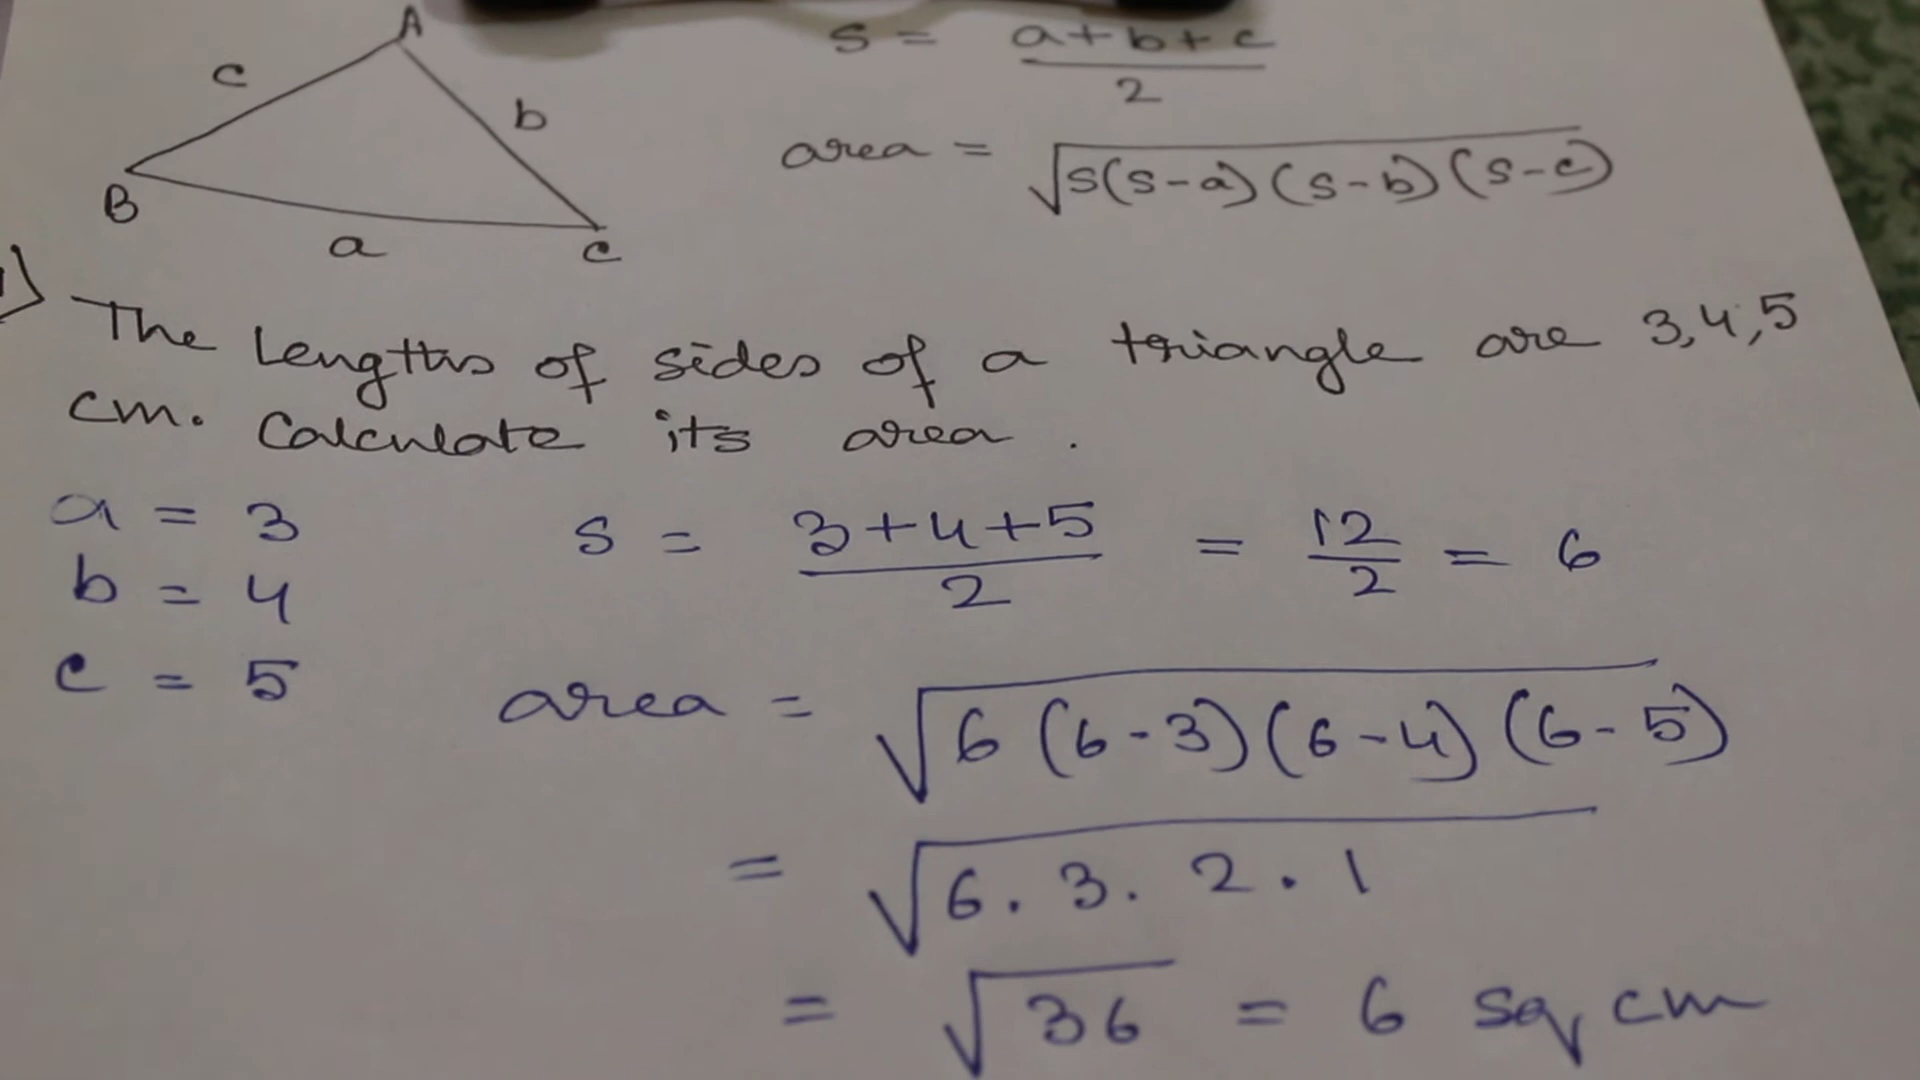 A
c
b
B
a
C
s = a+b+c / 2
area = √s(s-a)(s-b)(s-c)
The Lengths of sides of a triangle are 3,4,5
cm. Calculate its area.
a = 3
b = 4
c = 5
s = 3+4+5 / 2 = 12 / 2 = 6
area = √6(6-3)(6-4)(6-5)
= √6.3.2.1
= √36 = 6 sq cm